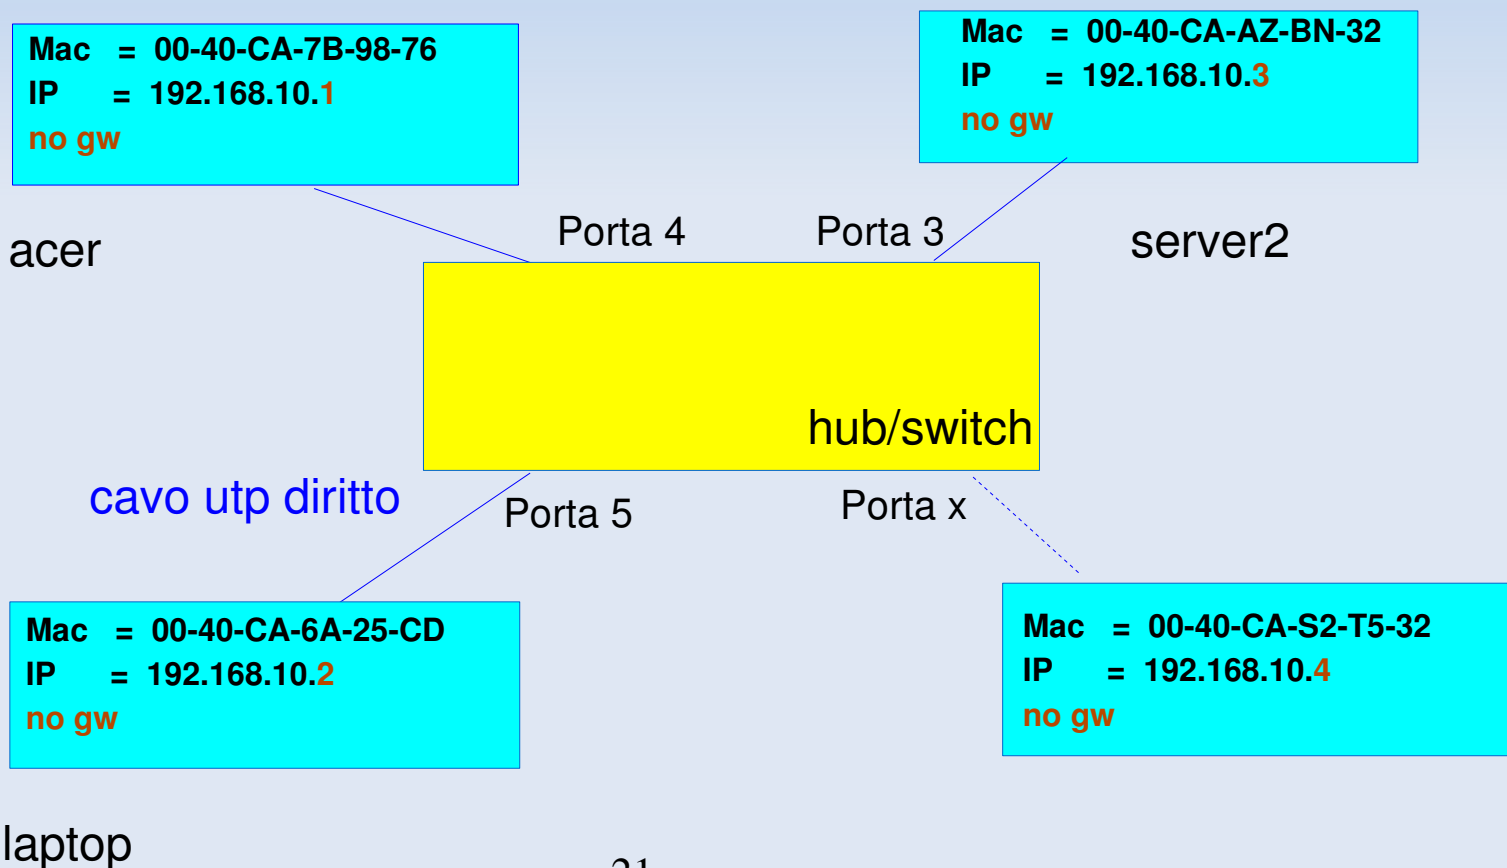 Mac = 00-40-CA-7B-98-76
IP = 192.168.10.1
no gw
acer
Mac = 00-40-CA-AZ-BN-32
IP = 192.168.10.3
no gw
server2
Porta 4
Porta 3
hub/switch
cavo utp diritto
Porta 5
Porta x
Mac = 00-40-CA-6A-25-CD
IP = 192.168.10.2
no gw
laptop
Mac = 00-40-CA-S2-T5-32
IP = 192.168.10.4
no gw
21